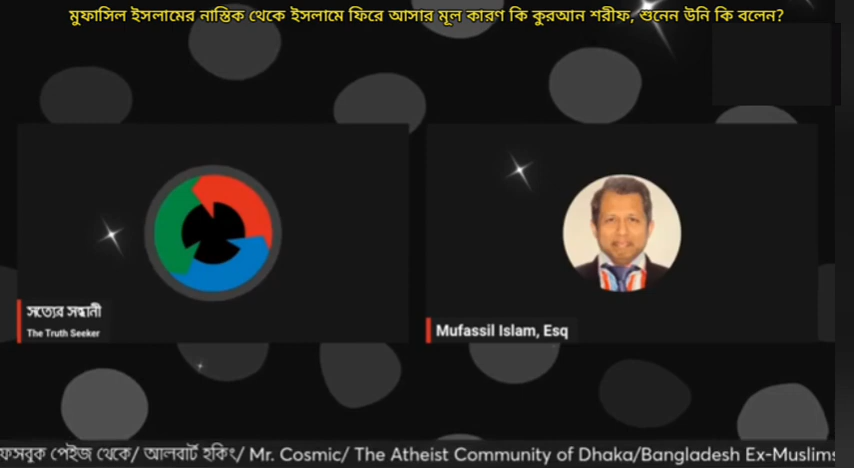 মুফাসিল ইসলামের নাস্তিক থেকে ইসলামে ফিরে আসার মূল কারণ কি কুরআন শরীফ, শুনেন উনি কি বলেন?
সত্যের সন্ধানী
The Truth Seeker
Mufassil Islam, Esq
ফসবুক পেইজ থেকে/ আলবার্ট হকিং/ Mr. Cosmic/ The Atheist Community of Dhaka/Bangladesh Ex-Muslims